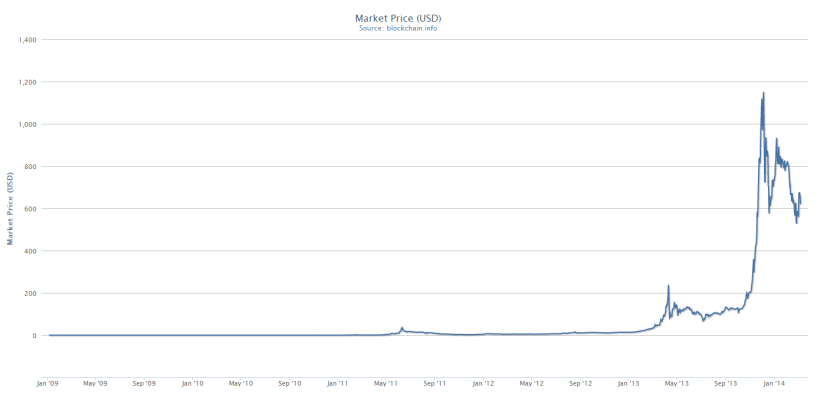 Market Price (USD)
Source: blockchain.info
1,400
1,200
1,000
800
600
400
200
0
Market Price (USD)
Jan '09 May '09 Sep '09 Jan '10 May '10 Sep '10 Jan '11 May '11 Sep '11 Jan '12 May '12 Sep '12 Jan '13 May '13 Sep '13 Jan '14